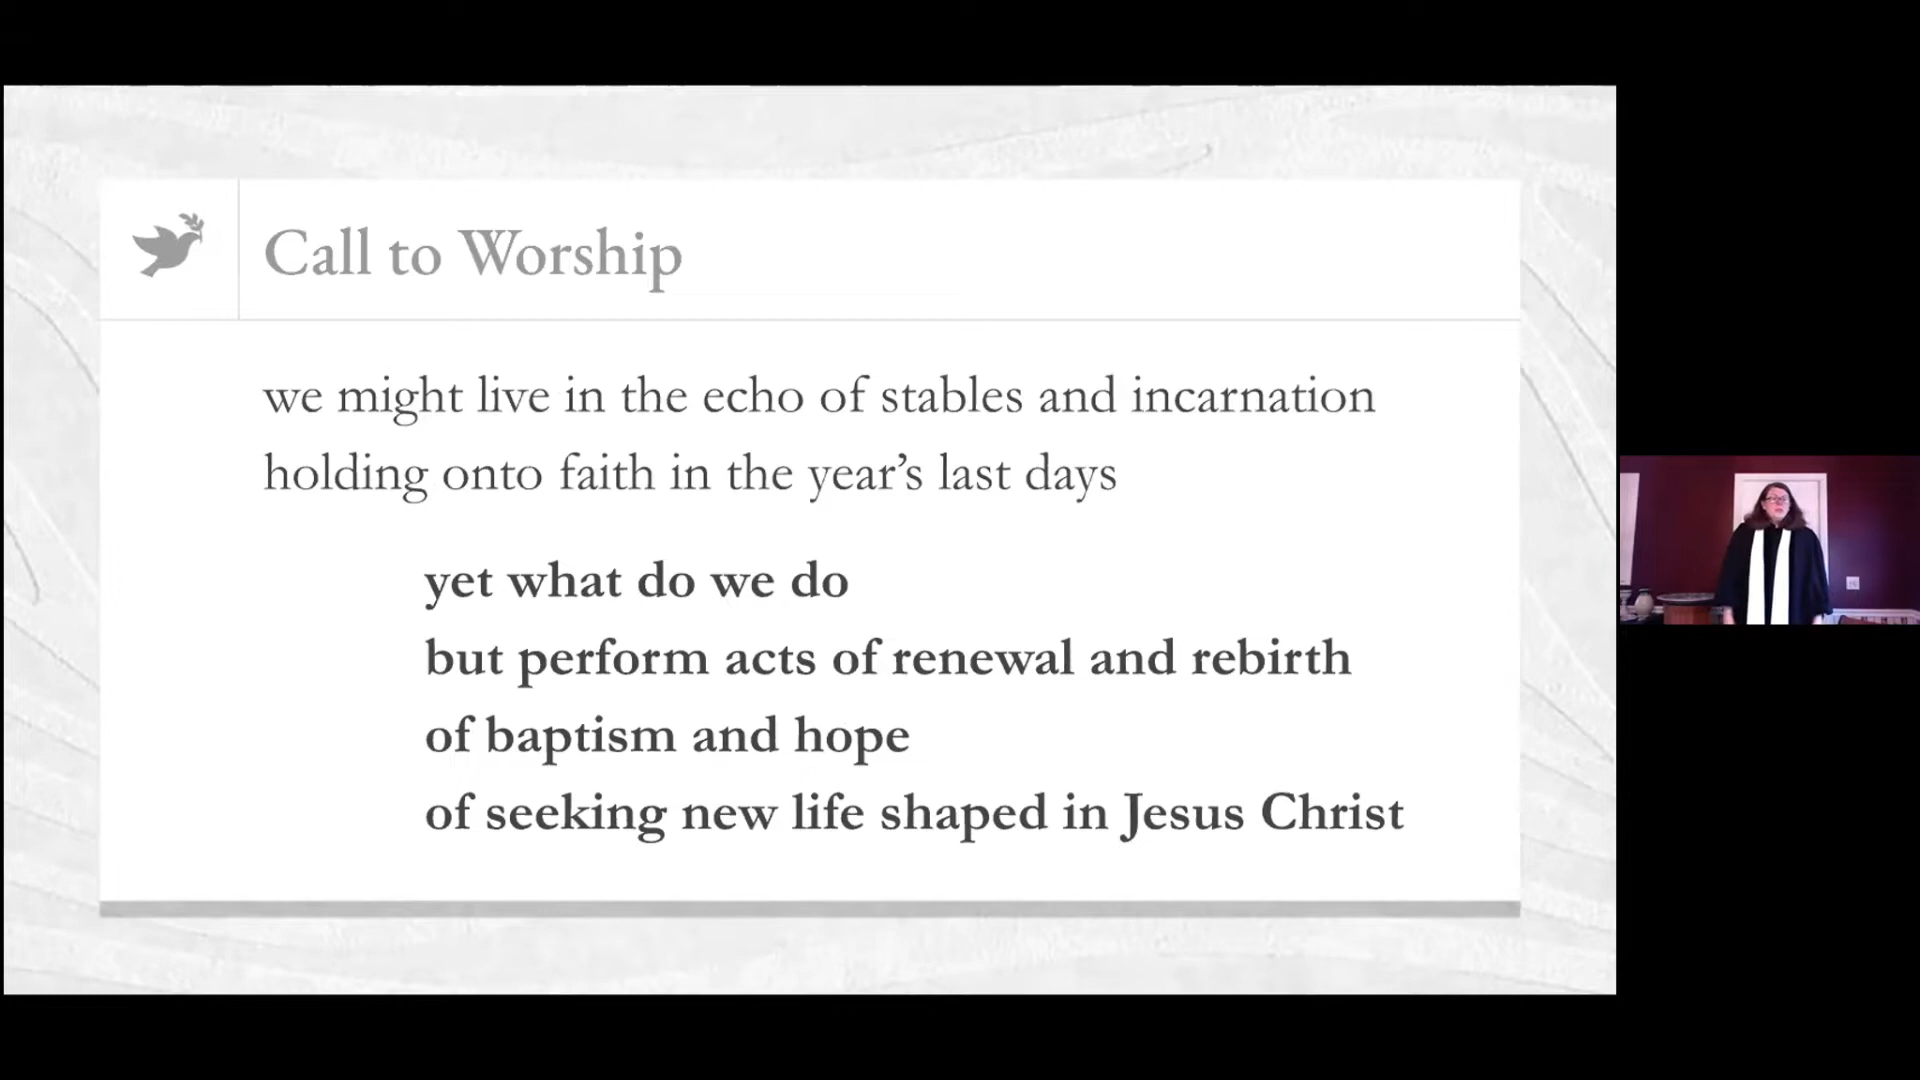 Call to Worship
we might live in the echo of stables and incarnation
holding onto faith in the year’s last days
yet what do we do
but perform acts of renewal and rebirth
of baptism and hope
of seeking new life shaped in Jesus Christ